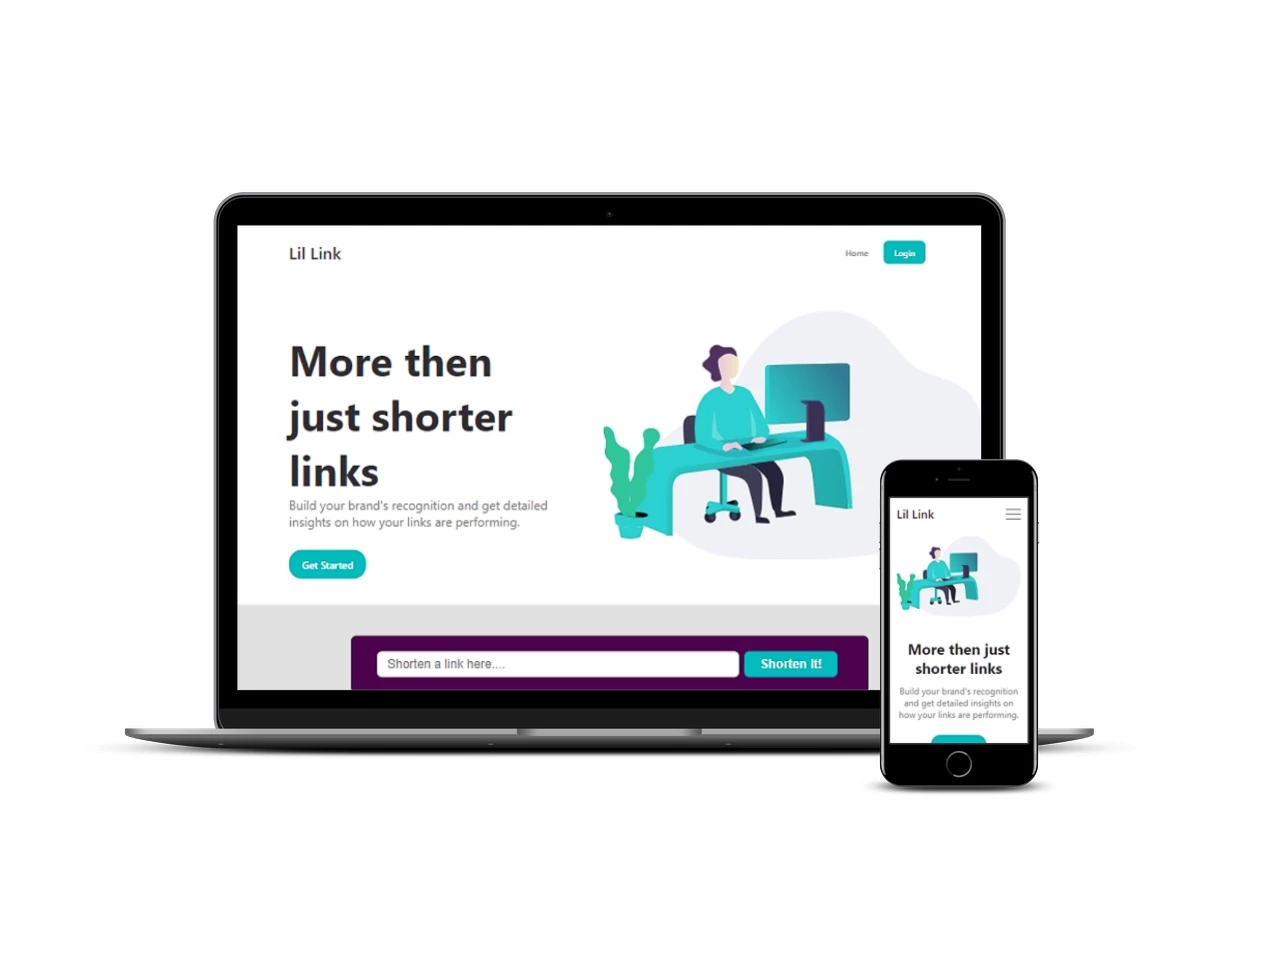 Lil Link
Home
Login
More then
just shorter
links
Build your brand's recognition and get detailed
insights on how your links are performing.
Get Started
Shorten a link here....
Shorten It!
Lil Link
More then just
shorter links
Build your brand's recognition
and get detailed insights on
how your links are performing.